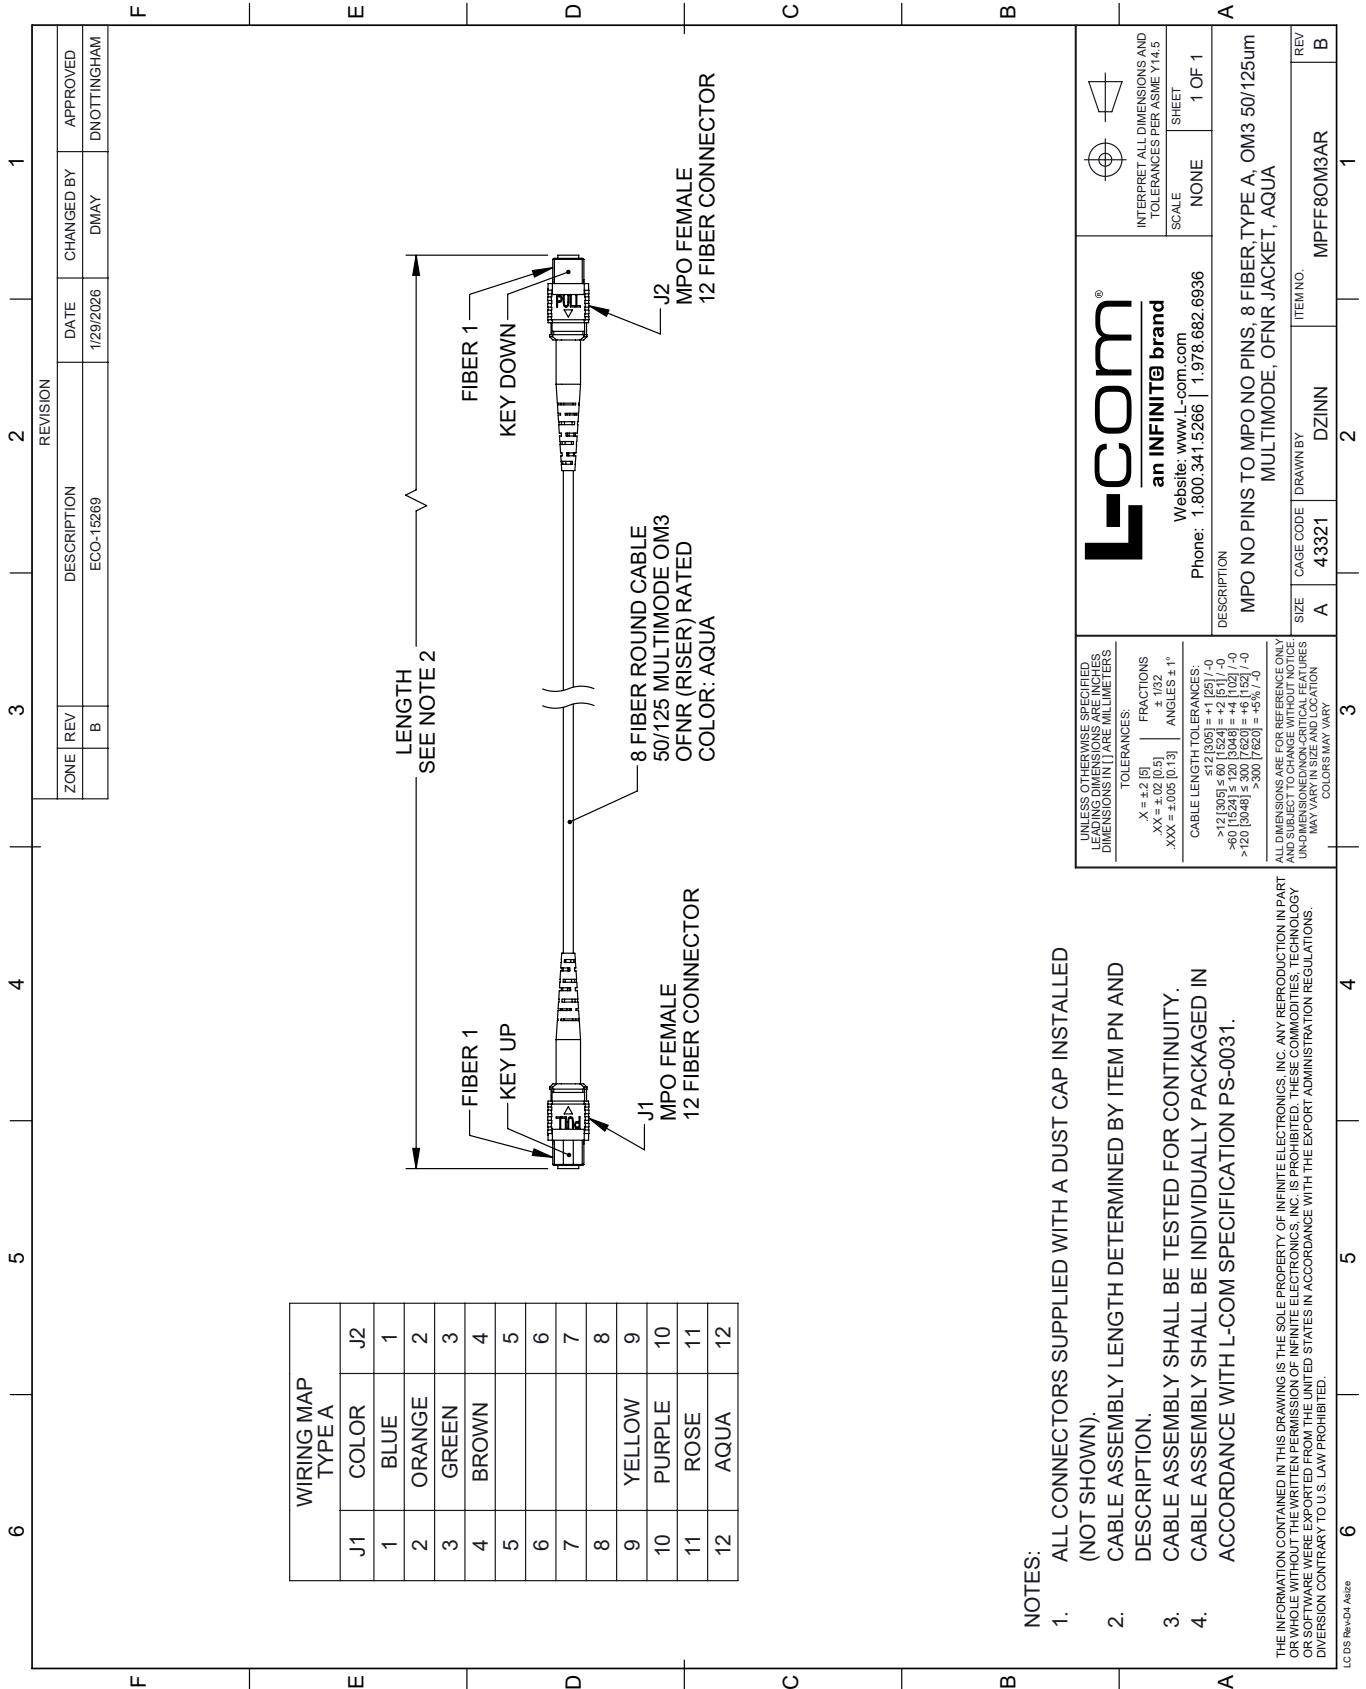 6
5
4
3
2
1
F
E
D
C
B
A
REVISION
ZONE REV DESCRIPTION DATE CHANGED BY APPROVED
B ECO-15269 1/29/2026 DMAY DNOTTINGHAM
WIRING MAP
TYPE A
J1 COLOR J2
1 BLUE 1
2 ORANGE 2
3 GREEN 3
4 BROWN 4
5 5
6 6
7 7
8 8
9 YELLOW 9
10 PURPLE 10
11 ROSE 11
12 AQUA 12
LENGTH
SEE NOTE 2
FIBER 1
KEY UP
PULL
J1
MPO FEMALE
12 FIBER CONNECTOR
8 FIBER ROUND CABLE
50/125 MULTIMODE OM3
OFNR (RISER) RATED
COLOR: AQUA
FIBER 1
KEY DOWN
PULL
J2
MPO FEMALE
12 FIBER CONNECTOR
NOTES:
1. ALL CONNECTORS SUPPLIED WITH A DUST CAP INSTALLED
(NOT SHOWN).
2. CABLE ASSEMBLY LENGTH DETERMINED BY ITEM PN AND
DESCRIPTION.
3. CABLE ASSEMBLY SHALL BE TESTED FOR CONTINUITY.
4. CABLE ASSEMBLY SHALL BE INDIVIDUALLY PACKAGED IN
ACCORDANCE WITH L-COM SPECIFICATION PS-0031.
THE INFORMATION CONTAINED IN THIS DRAWING IS THE SOLE PROPERTY OF INFINITE ELECTRONICS, INC. ANY REPRODUCTION IN PART
OR WHOLE WITHOUT THE WRITTEN PERMISSION OF INFINITE ELECTRONICS, INC. IS PROHIBITED. THESE COMMODITIES, TECHNOLOGY
OR SOFTWARE WERE EXPORTED FROM THE UNITED STATES IN ACCORDANCE WITH THE EXPORT ADMINISTRATION REGULATIONS.
DIVERSION CONTRARY TO U.S. LAW PROHIBITED.
UNLESS OTHERWISE SPECIFIED
LEADING DIMENSIONS ARE INCHES
DIMENSIONS IN [ ] ARE MILLIMETERS
TOLERANCES:
.X = ±.2 [5] FRACTIONS
.XX = ±.02 [0.5] ± 1/32
.XXX = ±.005 [0.13] ANGLES ± 1°
CABLE LENGTH TOLERANCES:
≤12 [305] = +1 [25] / -0
>12 [305] ≤ 60 [1524] = +2 [51] / -0
>60 [1524] ≤ 120 [3048] = +4 [102] / -0
>120 [3048] ≤ 300 [7620] = +6 [152] / -0
>300 [7620] = +5% / -0
ALL DIMENSIONS ARE FOR REFERENCE ONLY
AND SUBJECT TO CHANGE WITHOUT NOTICE.
UN-DIMENSIONED/NON-CRITICAL FEATURES
MAY VARY IN SIZE AND LOCATION
COLORS MAY VARY
L-com®
an INFINIT@ brand
Website: www.L-com.com
Phone: 1.800.341.5266 | 1.978.682.6936
INTERPRET ALL DIMENSIONS AND
TOLERANCES PER ASME Y14.5
SCALE NONE
SHEET 1 OF 1
DESCRIPTION
MPO NO PINS TO MPO NO PINS, 8 FIBER,TYPE A, OM3 50/125um
MULTIMODE, OFNR JACKET, AQUA
SIZE CAGE CODE DRAWN BY ITEM NO. REV
A 43321 DZINN MPFF8OM3AR B
F
E
D
C
B
A
LC DS Rev-D4 Asize
6
5
4
3
2
1